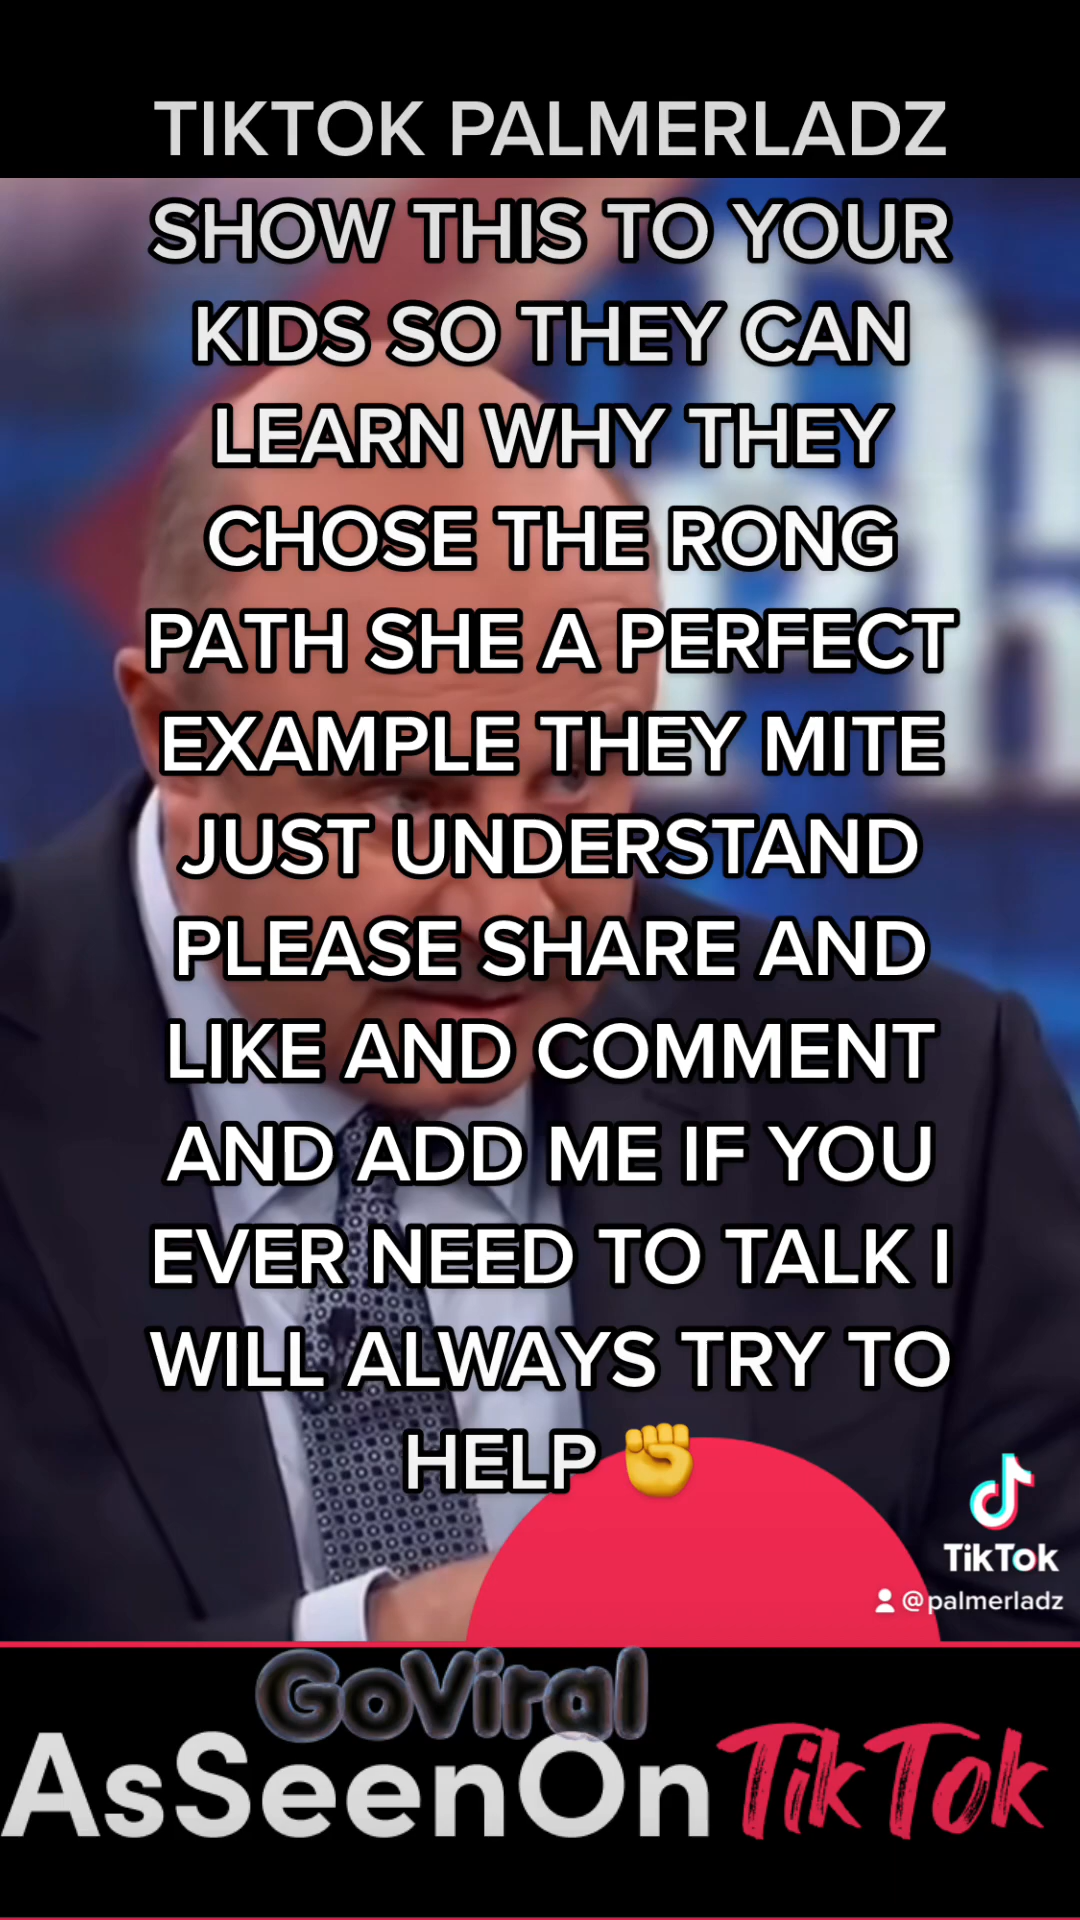 TIKTOK PALMERLADZ
SHOW THIS TO YOUR
KIDS SO THEY CAN
LEARN WHY THEY
CHOSE THE RONG
PATH SHE A PERFECT
EXAMPLE THEY MITE
JUST UNDERSTAND
PLEASE SHARE AND
LIKE AND COMMENT
AND ADD ME IF YOU
EVER NEED TO TALK I
WILL ALWAYS TRY TO
HELP ✊
TikTok
@palmerladz
GoViral
AsSeenOnTikTok